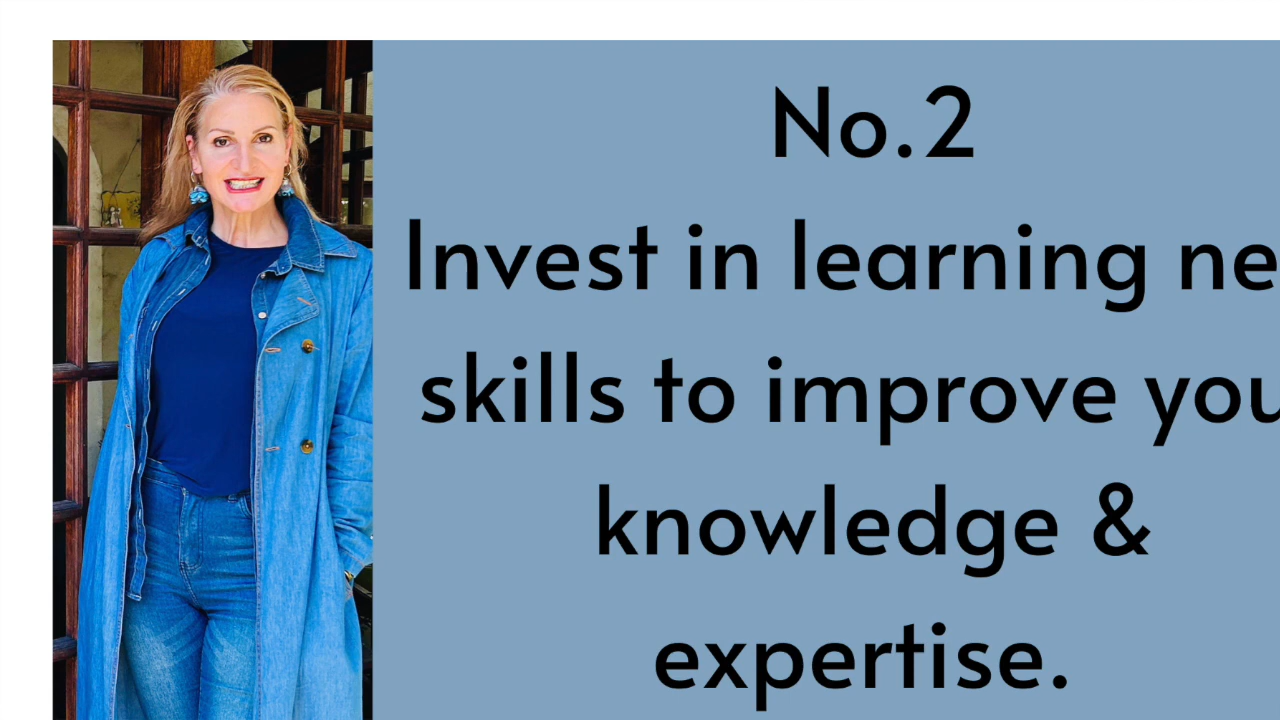 No.2
Invest in learning ne
skills to improve you
knowledge &
expertise.